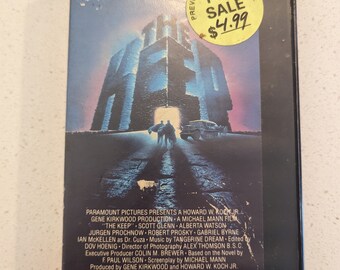 PREV
SALE
$4.99
THE
KEEP
PARAMOUNT PICTURES PRESENTS A HOWARD W. KOCH JR.
GENE KIRKWOOD PRODUCTION · A MICHAEL MANN FILM
"THE KEEP" · SCOTT GLENN · ALBERTA WATSON
JURGEN PROCHNOW · ROBERT PROSKY · GABRIEL BYRNE
IAN McKELLEN as Dr. Cuza · Music by TANGERINE DREAM · Edited by
DOV HOENIG · Director of Photography ALEX THOMSON B.S.C.
Executive Producer COLIN M. BREWER · Based on the Novel by
F. PAUL WILSON · Screenplay by MICHAEL MANN
Produced by GENE KIRKWOOD and HOWARD W. KOCH JR.